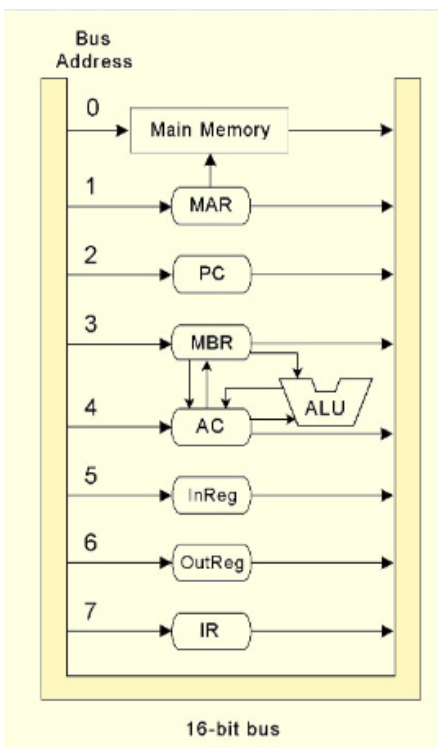 Bus
Address
0
Main Memory
1
MAR
2
PC
3
MBR
ALU
4
AC
5
InReg
6
OutReg
7
IR
16-bit bus